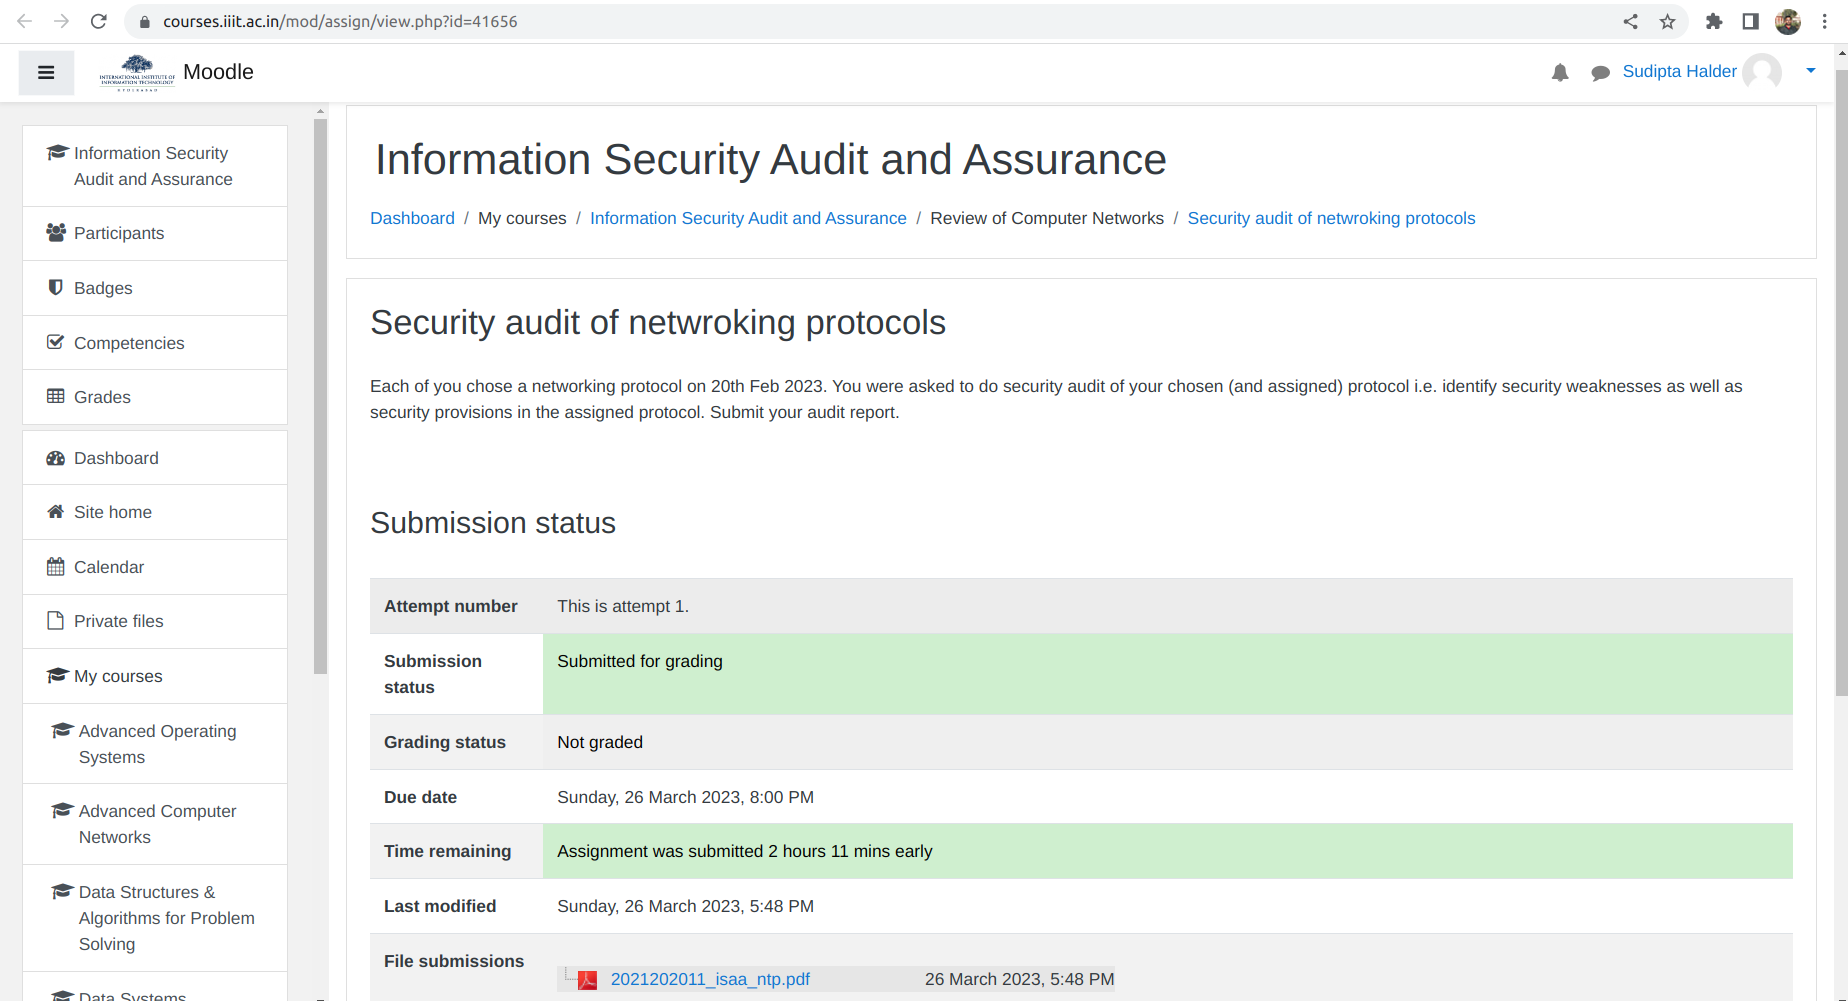 courses.iiit.ac.in/mod/assign/view.php?id=41656
INTERNATIONAL INSTITUTE OF
INFORMATION TECHNOLOGY
HYDERABAD
Moodle
Sudipta Halder
Information Security
Audit and Assurance
Participants
Badges
Competencies
Grades
Dashboard
Site home
Calendar
Private files
My courses
Advanced Operating
Systems
Advanced Computer
Networks
Data Structures &
Algorithms for Problem
Solving
Data Systems
Information Security Audit and Assurance
Dashboard / My courses / Information Security Audit and Assurance / Review of Computer Networks / Security audit of netwroking protocols
Security audit of netwroking protocols
Each of you chose a networking protocol on 20th Feb 2023. You were asked to do security audit of your chosen (and assigned) protocol i.e. identify security weaknesses as well as
security provisions in the assigned protocol. Submit your audit report.
Submission status
Attempt number This is attempt 1.
Submission
status
Submitted for grading
Grading status Not graded
Due date Sunday, 26 March 2023, 8:00 PM
Time remaining Assignment was submitted 2 hours 11 mins early
Last modified Sunday, 26 March 2023, 5:48 PM
File submissions
2021202011_isaa_ntp.pdf 26 March 2023, 5:48 PM